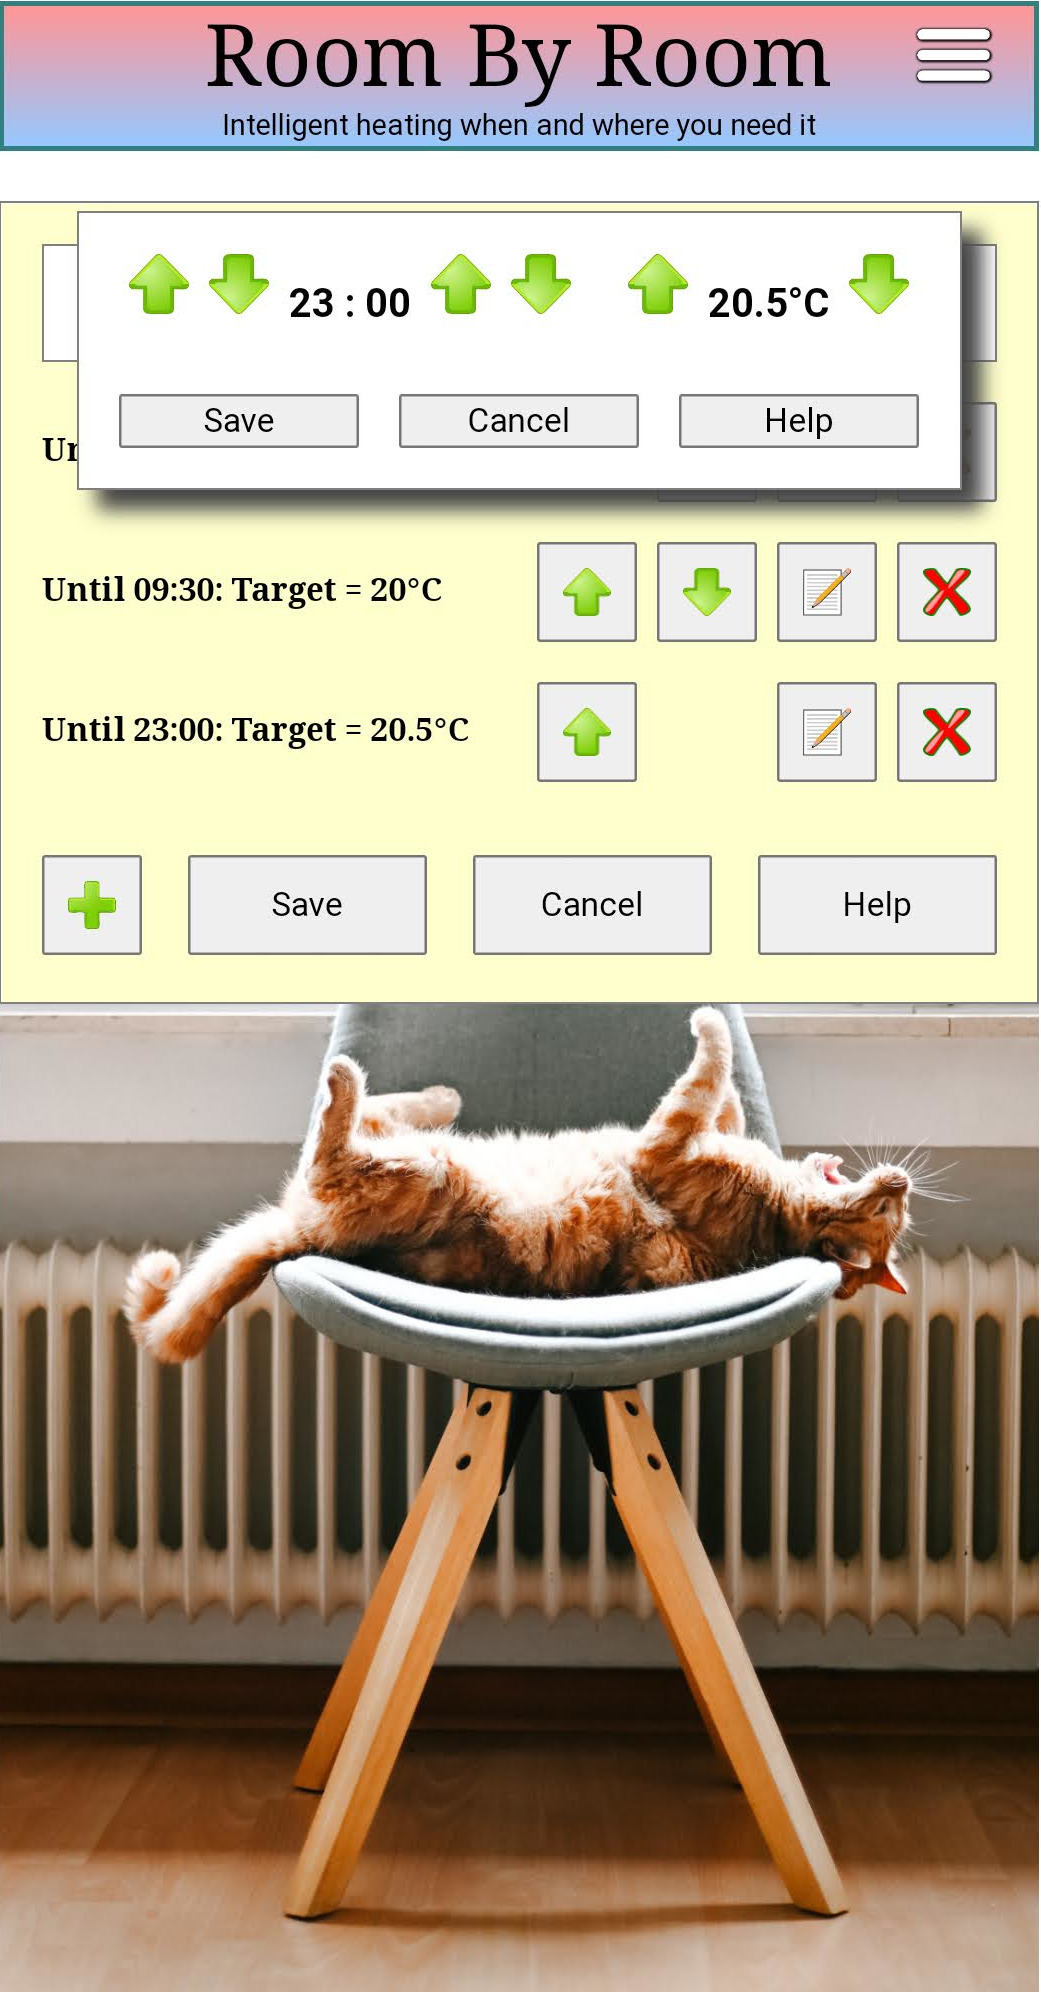 Room By Room
Intelligent heating when and where you need it
23 : 00 20.5°C
Save Cancel Help
Until 09:30: Target = 20°C
Until 23:00: Target = 20.5°C
Save Cancel Help